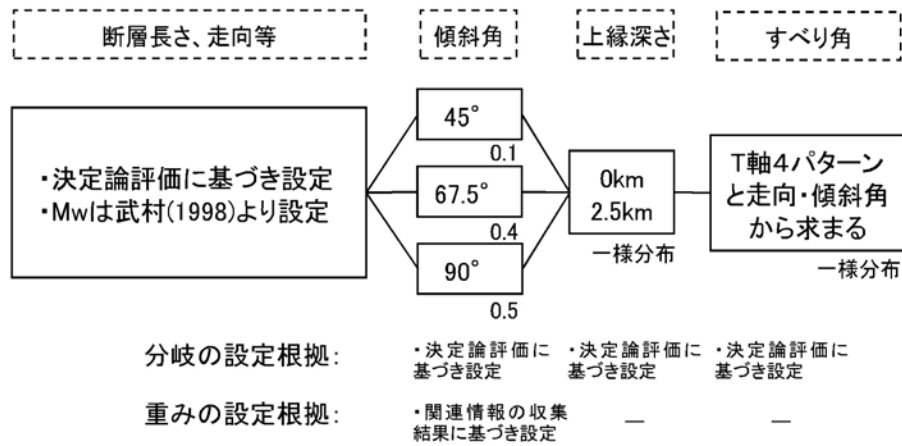 断層長さ、走向等
傾斜角
上縁深さ
すべり角
・決定論評価に基づき設定
・Mwは武村(1998)より設定
45°
0.1
67.5°
0.4
90°
0.5
0km
2.5km
一様分布
T軸4パターン
と走向・傾斜角
から求まる
一様分布
分岐の設定根拠：
・決定論評価に
基づき設定
・決定論評価に
基づき設定
・決定論評価に
基づき設定
重みの設定根拠：
・関連情報の収集
結果に基づき設定
―
―